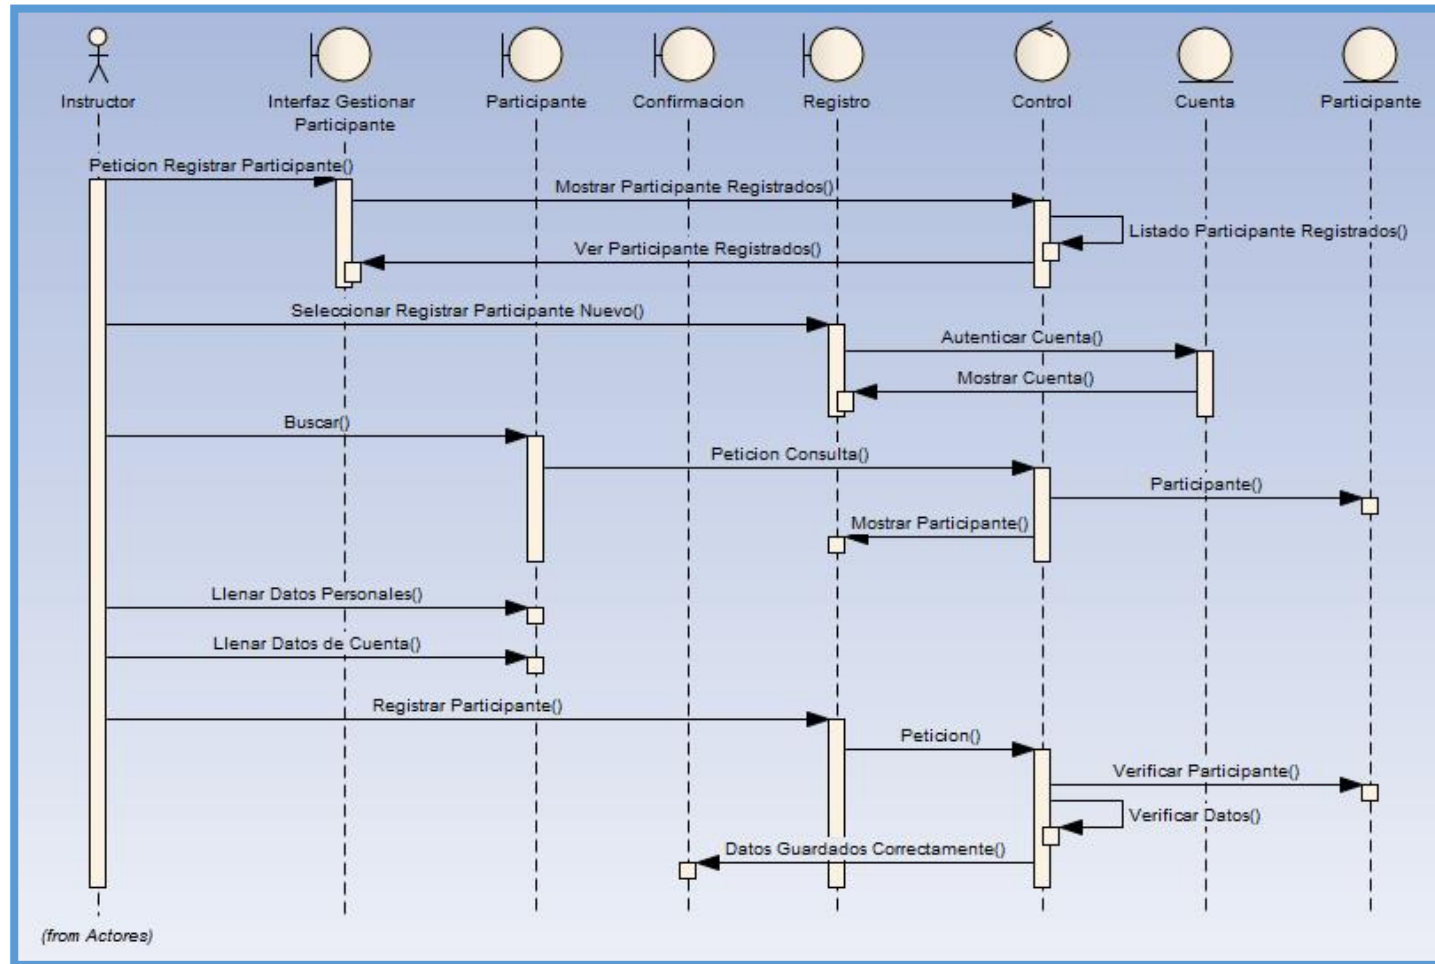 Instructor
Interfaz Gestionar
Participante
Participante
Confirmacion
Registro
Control
Cuenta
Participante
Peticion Registrar Participante()
Mostrar Participante Registrados()
Listado Participante Registrados()
Ver Participante Registrados()
Seleccionar Registrar Participante Nuevo()
Autenticar Cuenta()
Mostrar Cuenta()
Buscar()
Peticion Consulta()
Participante()
Mostrar Participante()
Llenar Datos Personales()
Llenar Datos de Cuenta()
Registrar Participante()
Peticion()
Verificar Participante()
Verificar Datos()
Datos Guardados Correctamente()
(from Actores)